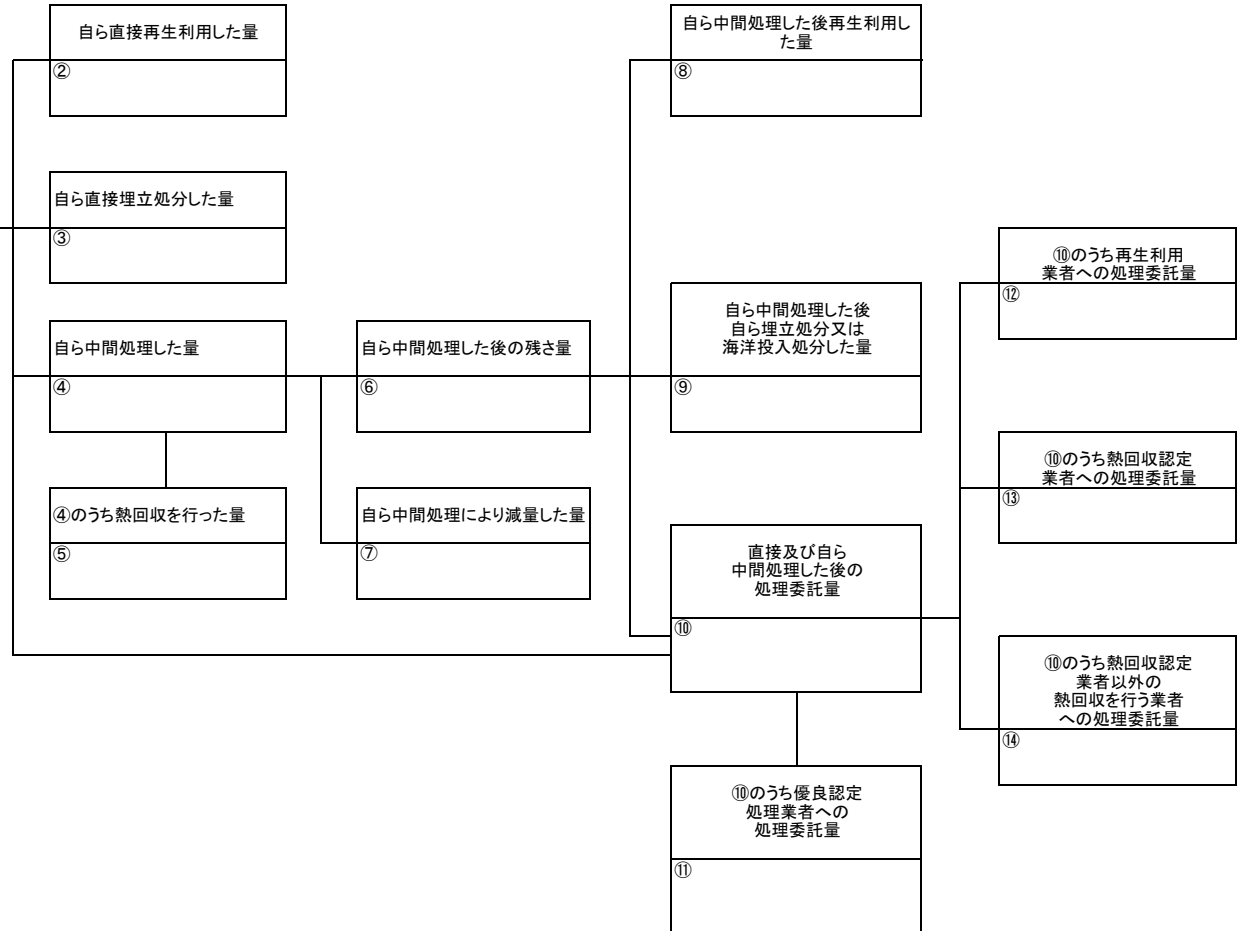 自ら直接再生利用した量
②
自ら直接埋立処分した量
③
自ら中間処理した量
④
④のうち熱回収を行った量
⑤
自ら中間処理した後の残さ量
⑥
自ら中間処理により減量した量
⑦
自ら中間処理した後再生利用し
た量
⑧
自ら中間処理した後
自ら埋立処分又は
海洋投入処分した量
⑨
直接及び自ら
中間処理した後の
処理委託量
⑩
⑩のうち優良認定
処理業者への
処理委託量
⑪
⑩のうち再生利用
業者への処理委託量
⑫
⑩のうち熱回収認定
業者への処理委託量
⑬
⑩のうち熱回収認定
業者以外の
熱回収を行う業者
への処理委託量
⑭